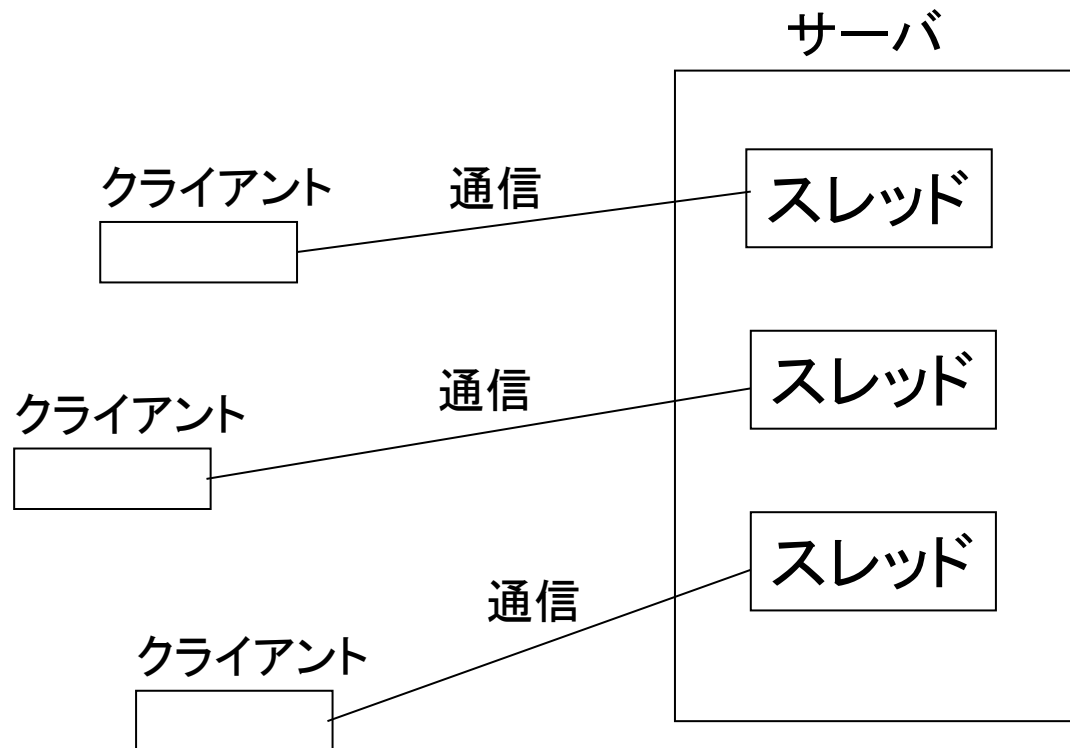 サーバ
クライアント
通信
スレッド
クライアント
通信
スレッド
クライアント
通信
スレッド